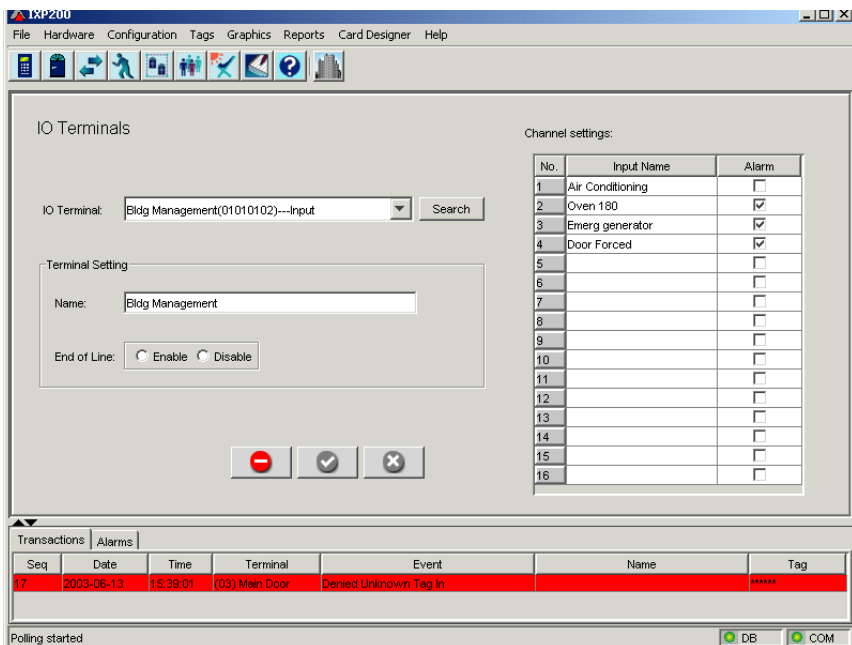 IXP200
File Hardware Configuration Tags Graphics Reports Card Designer Help
IO Terminals
Channel settings:
No. Input Name Alarm
1 Air Conditioning
2 Oven 180
3 Emerg generator
4 Door Forced
5
6
7
8
9
10
11
12
13
14
15
16
IO Terminal: Bldg Management(01010102)---Input Search
Terminal Setting
Name: Bldg Management
End of Line: Enable Disable
Transactions Alarms
Seq Date Time Terminal Event Name Tag
17 2003-06-13 15:39:01 (03) Main Door Denied Unknown Tag In ******
Polling started DB COM